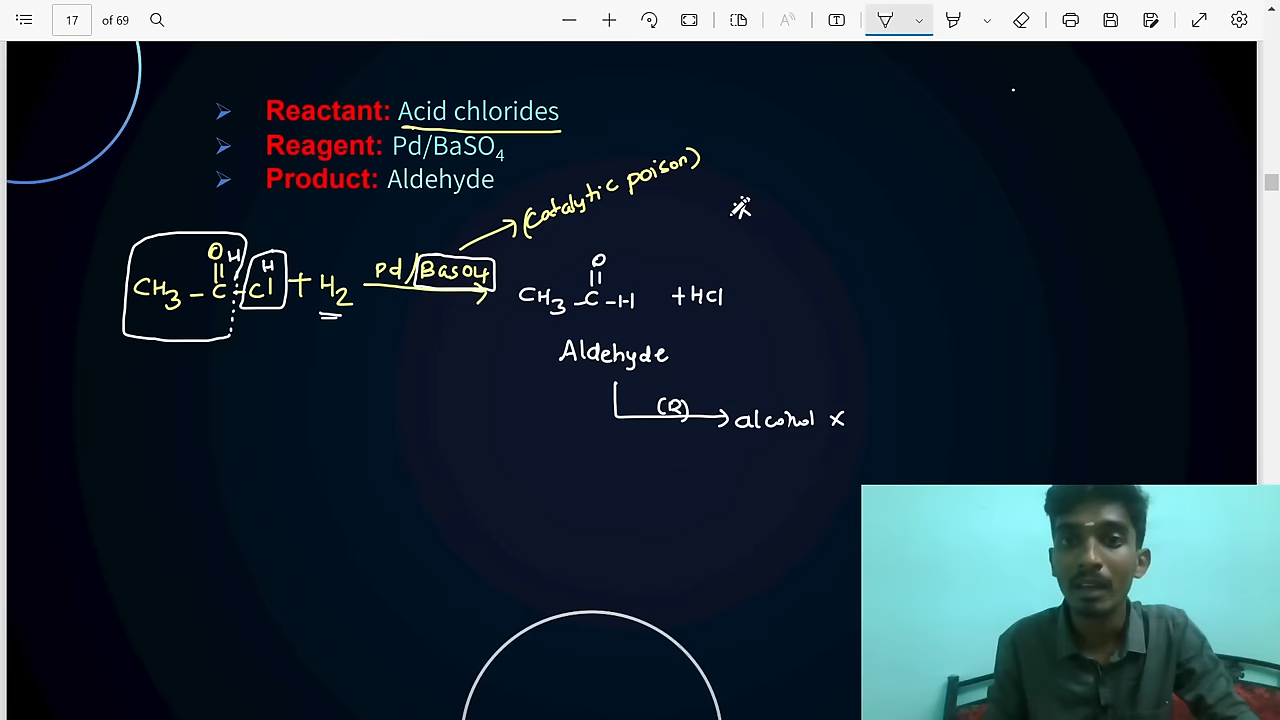 17 of 69
➢ Reactant: Acid chlorides
➢ Reagent: Pd/BaSO₄
➢ Product: Aldehyde
(catalytic poison)
CH₃ – C(=O) – Cl + H₂ Pd/BaSO₄ → CH₃ – C(=O) – H + HCl
H H
Aldehyde
(R) → alcohol ×